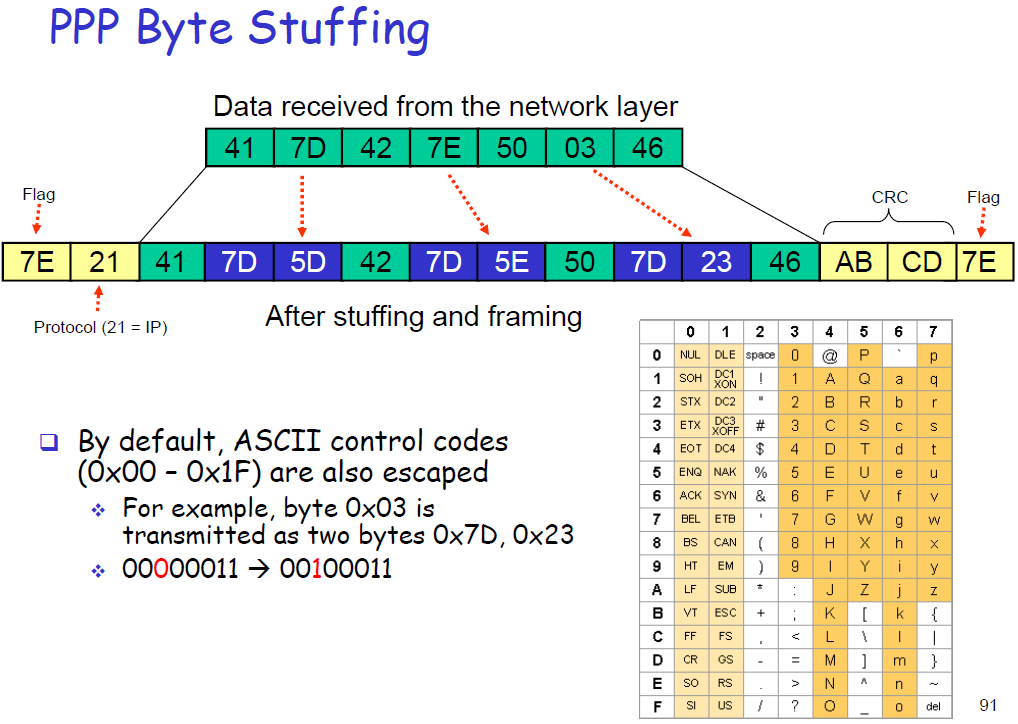 PPP Byte Stuffing
Data received from the network layer
41 7D 42 7E 50 03 46
Flag
CRC
Flag
7E 21 41 7D 5D 42 7D 5E 50 7D 23 46 AB CD 7E
Protocol (21 = IP)
After stuffing and framing
By default, ASCII control codes
(0x00 – 0x1F) are also escaped
For example, byte 0x03 is
transmitted as two bytes 0x7D, 0x23
00000011 → 00100011
0 1 2 3 4 5 6 7
0 NUL DLE space 0 @ P ` p
1 SOH DC1 XON ! 1 A Q a q
2 STX DC2 " 2 B R b r
3 ETX DC3 XOFF # 3 C S c s
4 EOT DC4 $ 4 D T d t
5 ENQ NAK % 5 E U e u
6 ACK SYN & 6 F V f v
7 BEL ETB ' 7 G W g w
8 BS CAN ( 8 H X h x
9 HT EM ) 9 I Y i y
A LF SUB * : J Z j z
B VT ESC + ; K [ k {
C FF FS , < L \ l |
D CR GS - = M ] m }
E SO RS . > N ^ n ~
F SI US / ? O _ o del
91